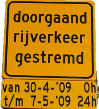 doorgaand
rijverkeer
gestremd
van 30-4-'09 0h
t/m 7-5-'09 24h